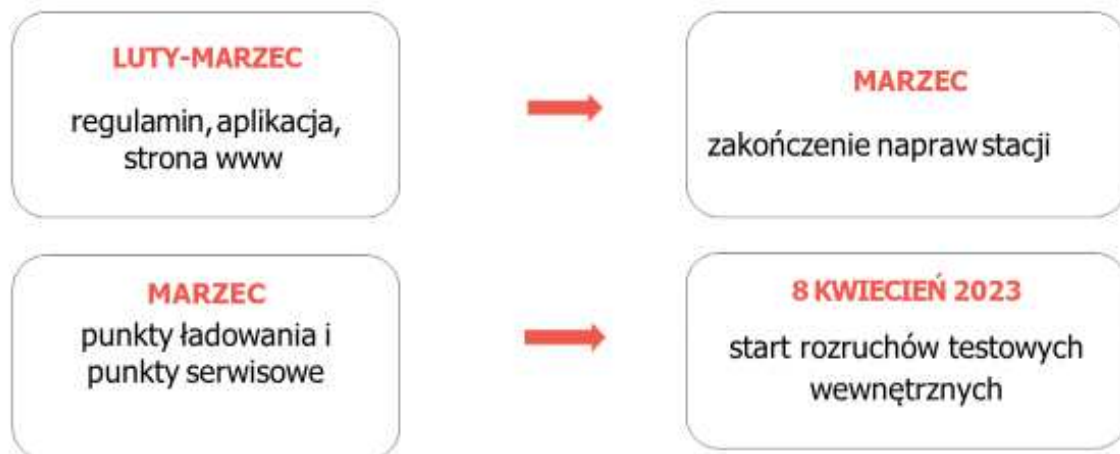 LUTY-MARZEC
regulamin, aplikacja,
strona www
MARZEC
zakończenie napraw stacji
MARZEC
punkty ładowania i
punkty serwisowe
8 KWIECIEŃ 2023
start rozruchów testowych
wewnętrznych